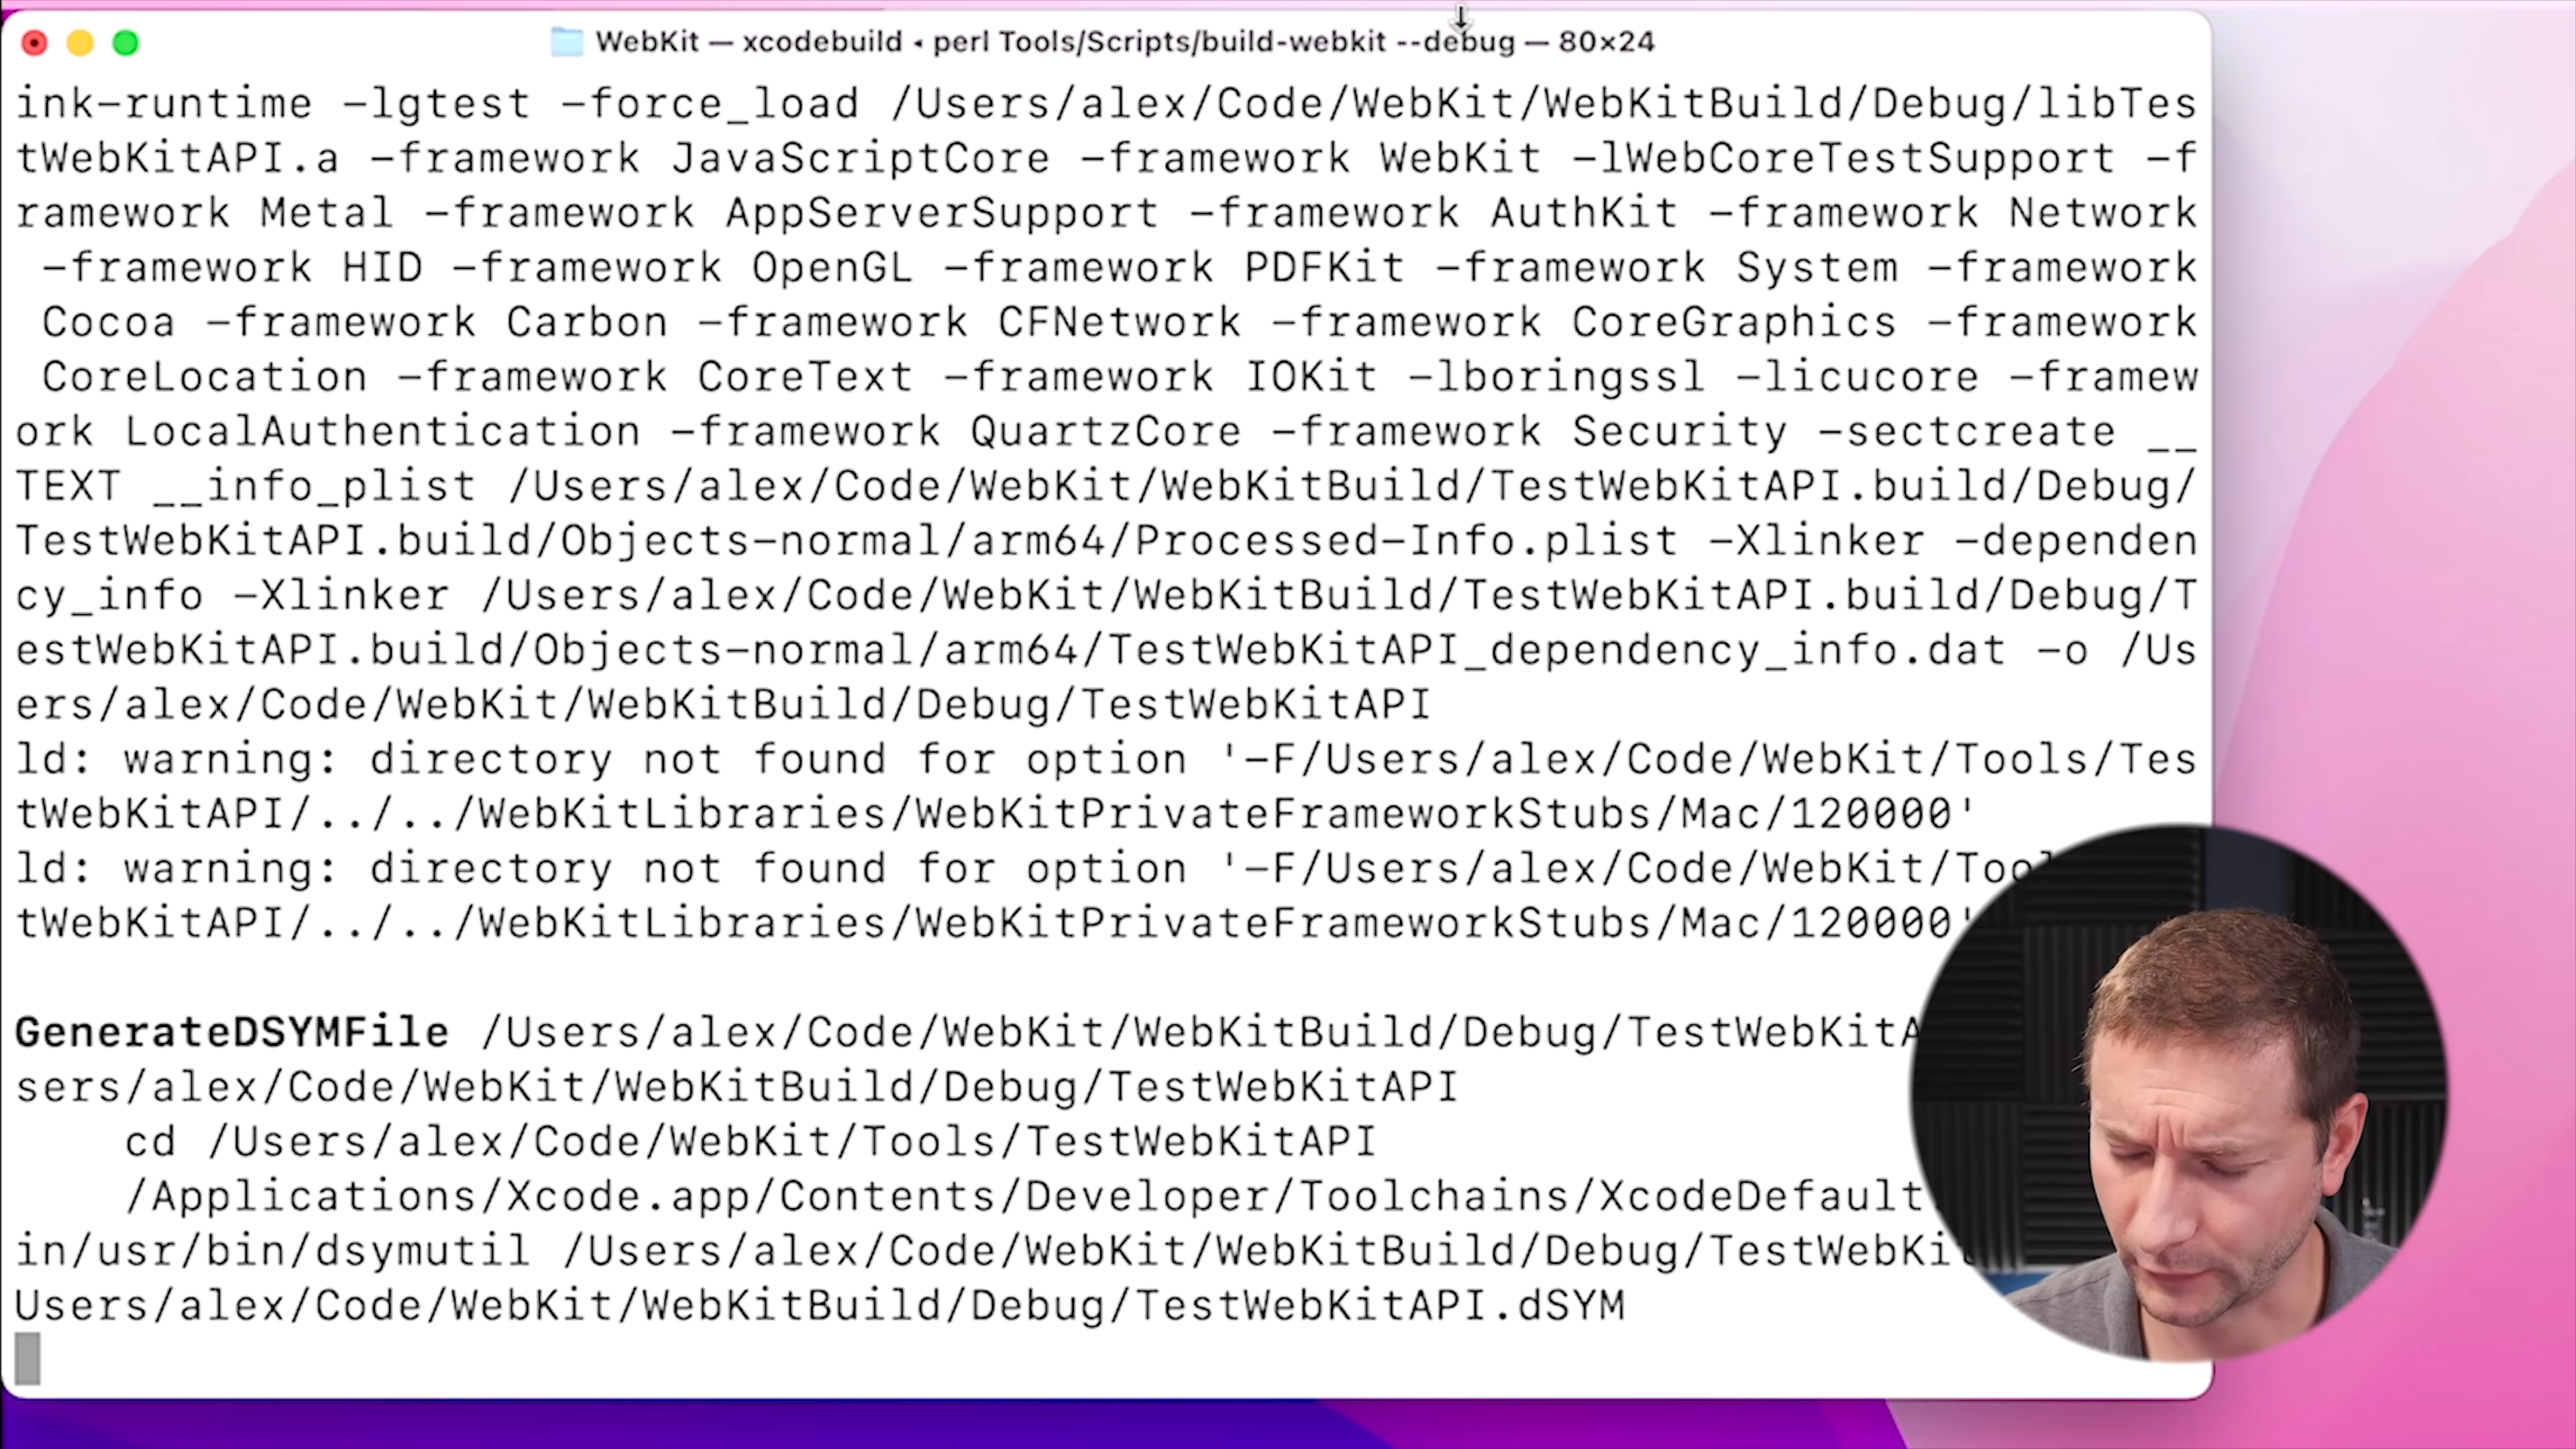 WebKit — xcodebuild ◂ perl Tools/Scripts/build-webkit --debug — 80×24
ink-runtime -lgtest -force_load /Users/alex/Code/WebKit/WebKitBuild/Debug/libTes
tWebKitAPI.a -framework JavaScriptCore -framework WebKit -lWebCoreTestSupport -f
ramework Metal -framework AppServerSupport -framework AuthKit -framework Network
-framework HID -framework OpenGL -framework PDFKit -framework System -framework
Cocoa -framework Carbon -framework CFNetwork -framework CoreGraphics -framework
CoreLocation -framework CoreText -framework IOKit -lboringssl -licucore -framew
ork LocalAuthentication -framework QuartzCore -framework Security -sectcreate __
TEXT __info_plist /Users/alex/Code/WebKit/WebKitBuild/TestWebKitAPI.build/Debug/
TestWebKitAPI.build/Objects-normal/arm64/Processed-Info.plist -Xlinker -dependen
cy_info -Xlinker /Users/alex/Code/WebKit/WebKitBuild/TestWebKitAPI.build/Debug/T
estWebKitAPI.build/Objects-normal/arm64/TestWebKitAPI_dependency_info.dat -o /Us
ers/alex/Code/WebKit/WebKitBuild/Debug/TestWebKitAPI
ld: warning: directory not found for option '-F/Users/alex/Code/WebKit/Tools/Tes
tWebKitAPI/../../WebKitLibraries/WebKitPrivateFrameworkStubs/Mac/120000'
ld: warning: directory not found for option '-F/Users/alex/Code/WebKit/Too
tWebKitAPI/../../WebKitLibraries/WebKitPrivateFrameworkStubs/Mac/120000'
GenerateDSYMFile /Users/alex/Code/WebKit/WebKitBuild/Debug/TestWebKitA
sers/alex/Code/WebKit/WebKitBuild/Debug/TestWebKitAPI
cd /Users/alex/Code/WebKit/Tools/TestWebKitAPI
/Applications/Xcode.app/Contents/Developer/Toolchains/XcodeDefault
in/usr/bin/dsymutil /Users/alex/Code/WebKit/WebKitBuild/Debug/TestWebKi
Users/alex/Code/WebKit/WebKitBuild/Debug/TestWebKitAPI.dSYM